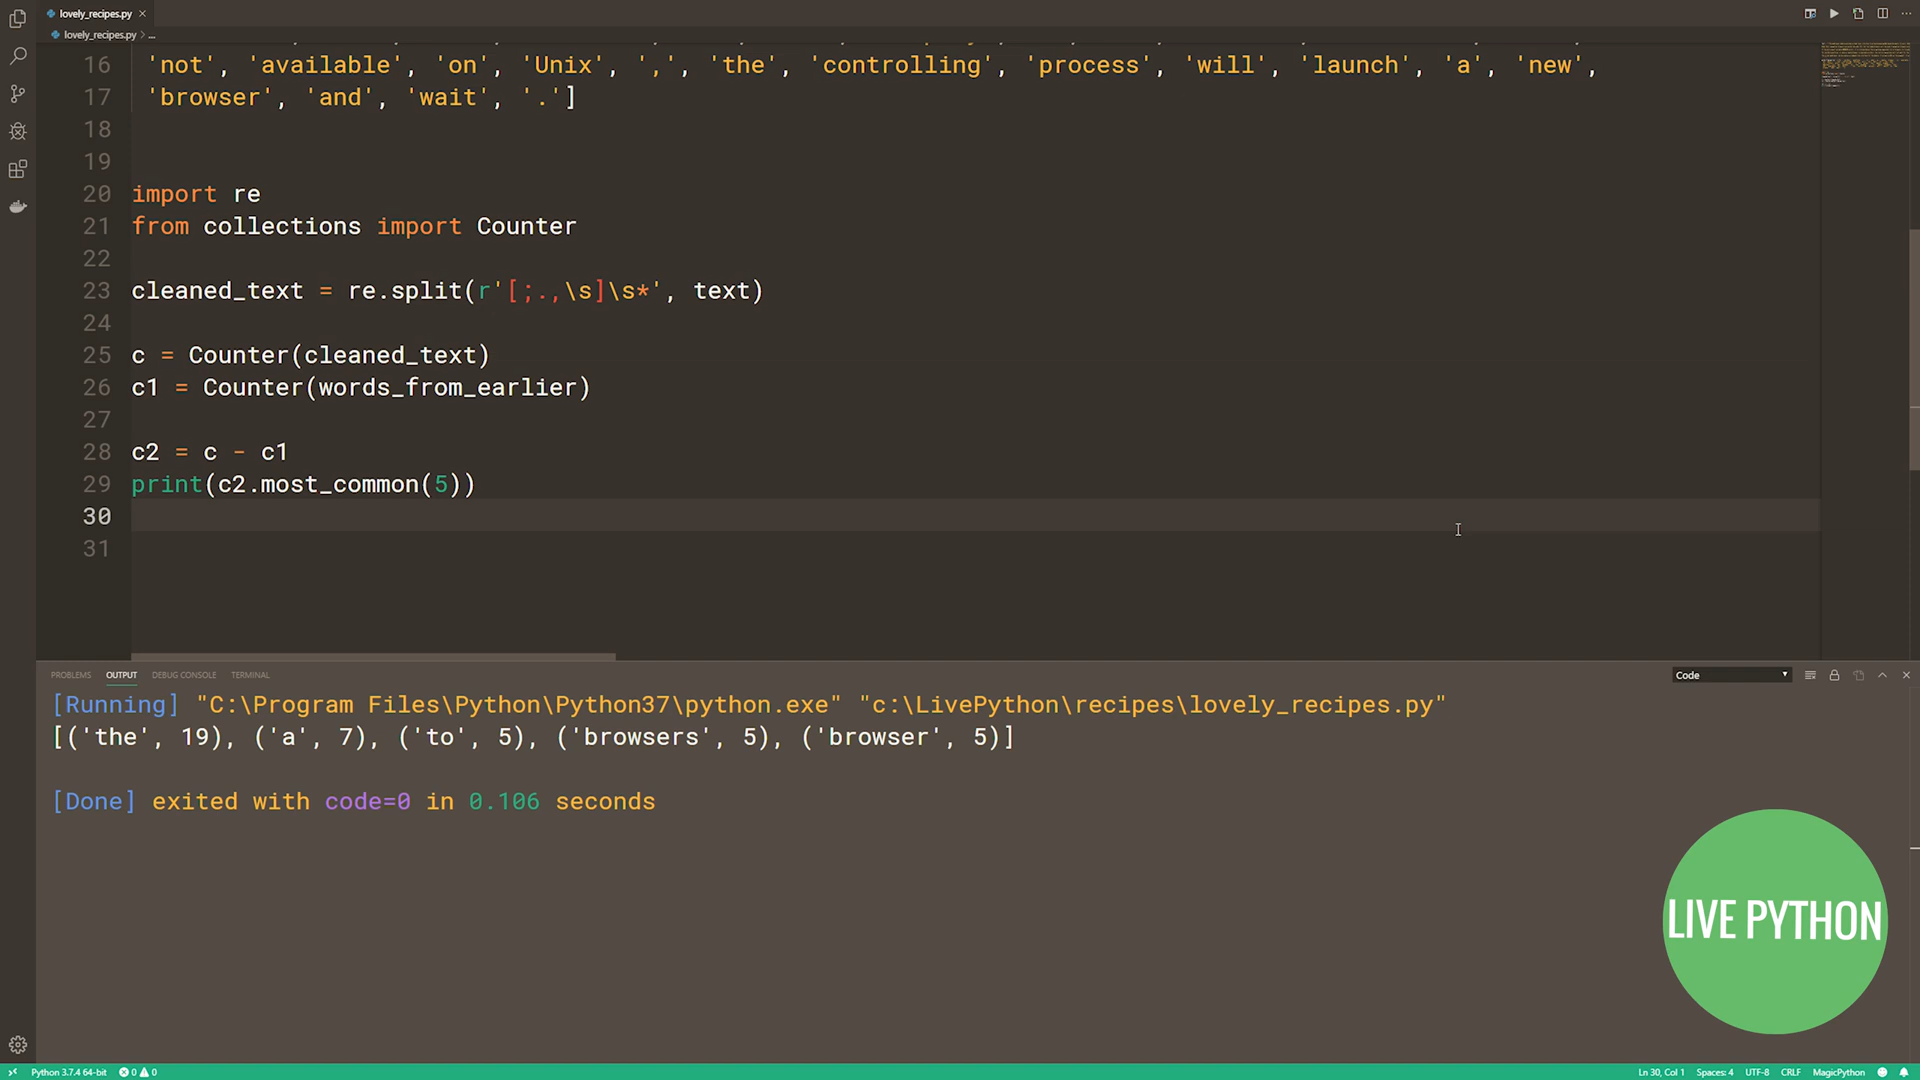 lovely_recipes.py
lovely_recipes.py > ...
16 'not', 'available', 'on', 'Unix', ',', 'the', 'controlling', 'process', 'will', 'launch', 'a', 'new',
17 'browser', 'and', 'wait', '.']
18
19
20 import re
21 from collections import Counter
22
23 cleaned_text = re.split(r'[;.,\s]\s*', text)
24
25 c = Counter(cleaned_text)
26 c1 = Counter(words_from_earlier)
27
28 c2 = c - c1
29 print(c2.most_common(5))
30
31
PROBLEMS OUTPUT DEBUG CONSOLE TERMINAL Code
[Running] "C:\Program Files\Python\Python37\python.exe" "c:\LivePython\recipes\lovely_recipes.py"
[('the', 19), ('a', 7), ('to', 5), ('browsers', 5), ('browser', 5)]
[Done] exited with code=0 in 0.106 seconds
LIVE PYTHON
Python 3.7.4 64-bit 0 0 Ln 30, Col 1 Spaces: 4 UTF-8 CRLF MagicPython